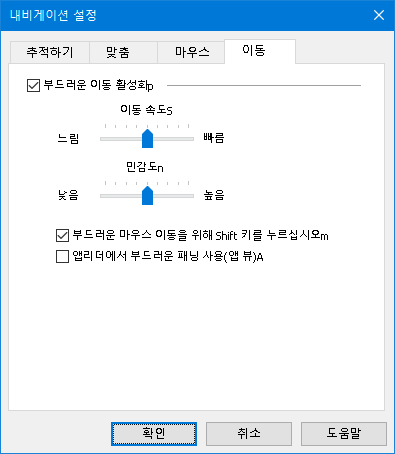 내비게이션 설정
추적하기 맞춤 마우스 이동
부드러운 이동 활성화p
이동 속도S
느림 빠름
민감도n
낮음 높음
부드러운 마우스 이동을 위해 Shift 키를 누르십시오m
앱리더에서 부드러운 패닝 사용(앱 뷰)A
확인 취소 도움말